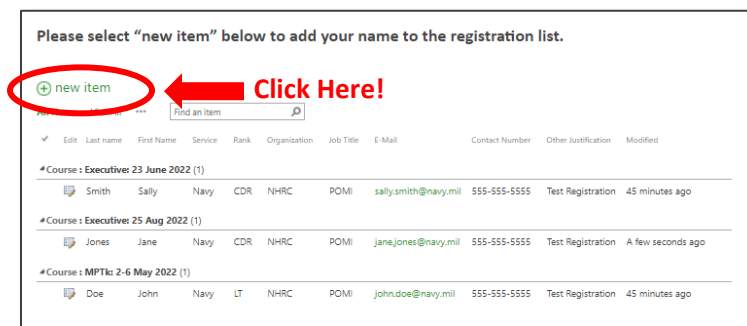 Please select “new item” below to add your name to the registration list.
new item
Click Here!
... Find an item
Edit Last name First Name Service Rank Organization Job Title E-Mail Contact Number Other Justification Modified
Course : Executive: 23 June 2022 (1)
Smith Sally Navy CDR NHRC POMI sally.smith@navy.mil 555-555-5555 Test Registration 45 minutes ago
Course : Executive: 25 Aug 2022 (1)
Jones Jane Navy CDR NHRC POMI jane.jones@navy.mil 555-555-5555 Test Registration A few seconds ago
Course : MPTk: 2-6 May 2022 (1)
Doe John Navy LT NHRC POMI john.doe@navy.mil 555-555-5555 Test Registration 45 minutes ago